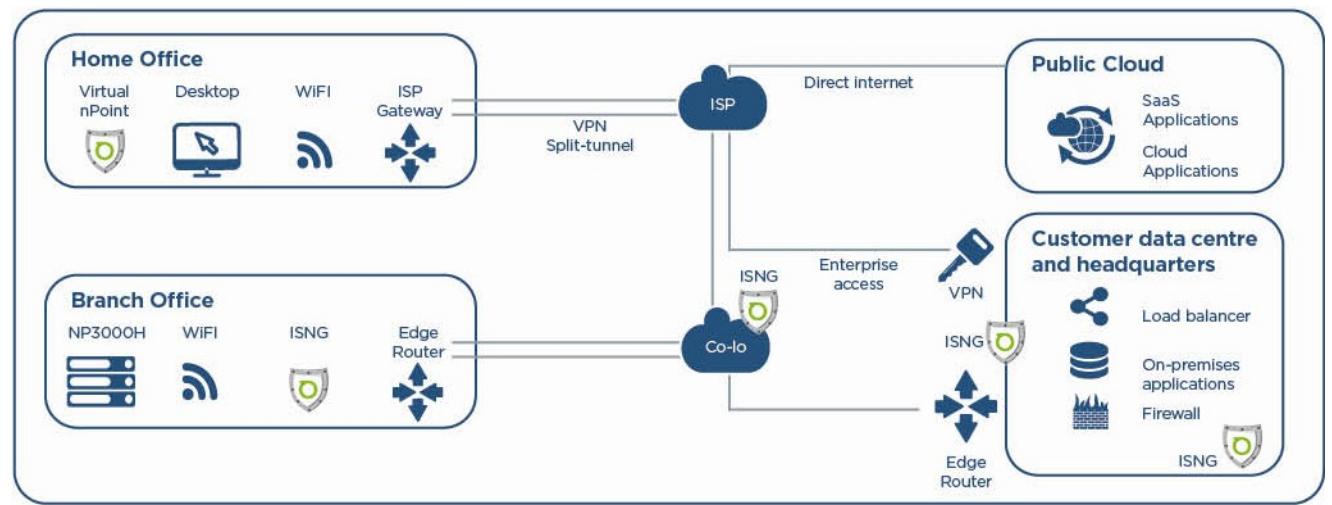 Home Office
Virtual
nPoint
Desktop
WiFI
ISP
Gateway
VPN
Split-tunnel
ISP
Direct internet
Public Cloud
SaaS
Applications
Cloud
Applications
Branch Office
NP3000H
WiFI
ISNG
Edge
Router
ISNG
Co-lo
Enterprise
access
VPN
ISNG
Edge
Router
Customer data centre
and headquarters
Load balancer
On-premises
applications
Firewall
ISNG